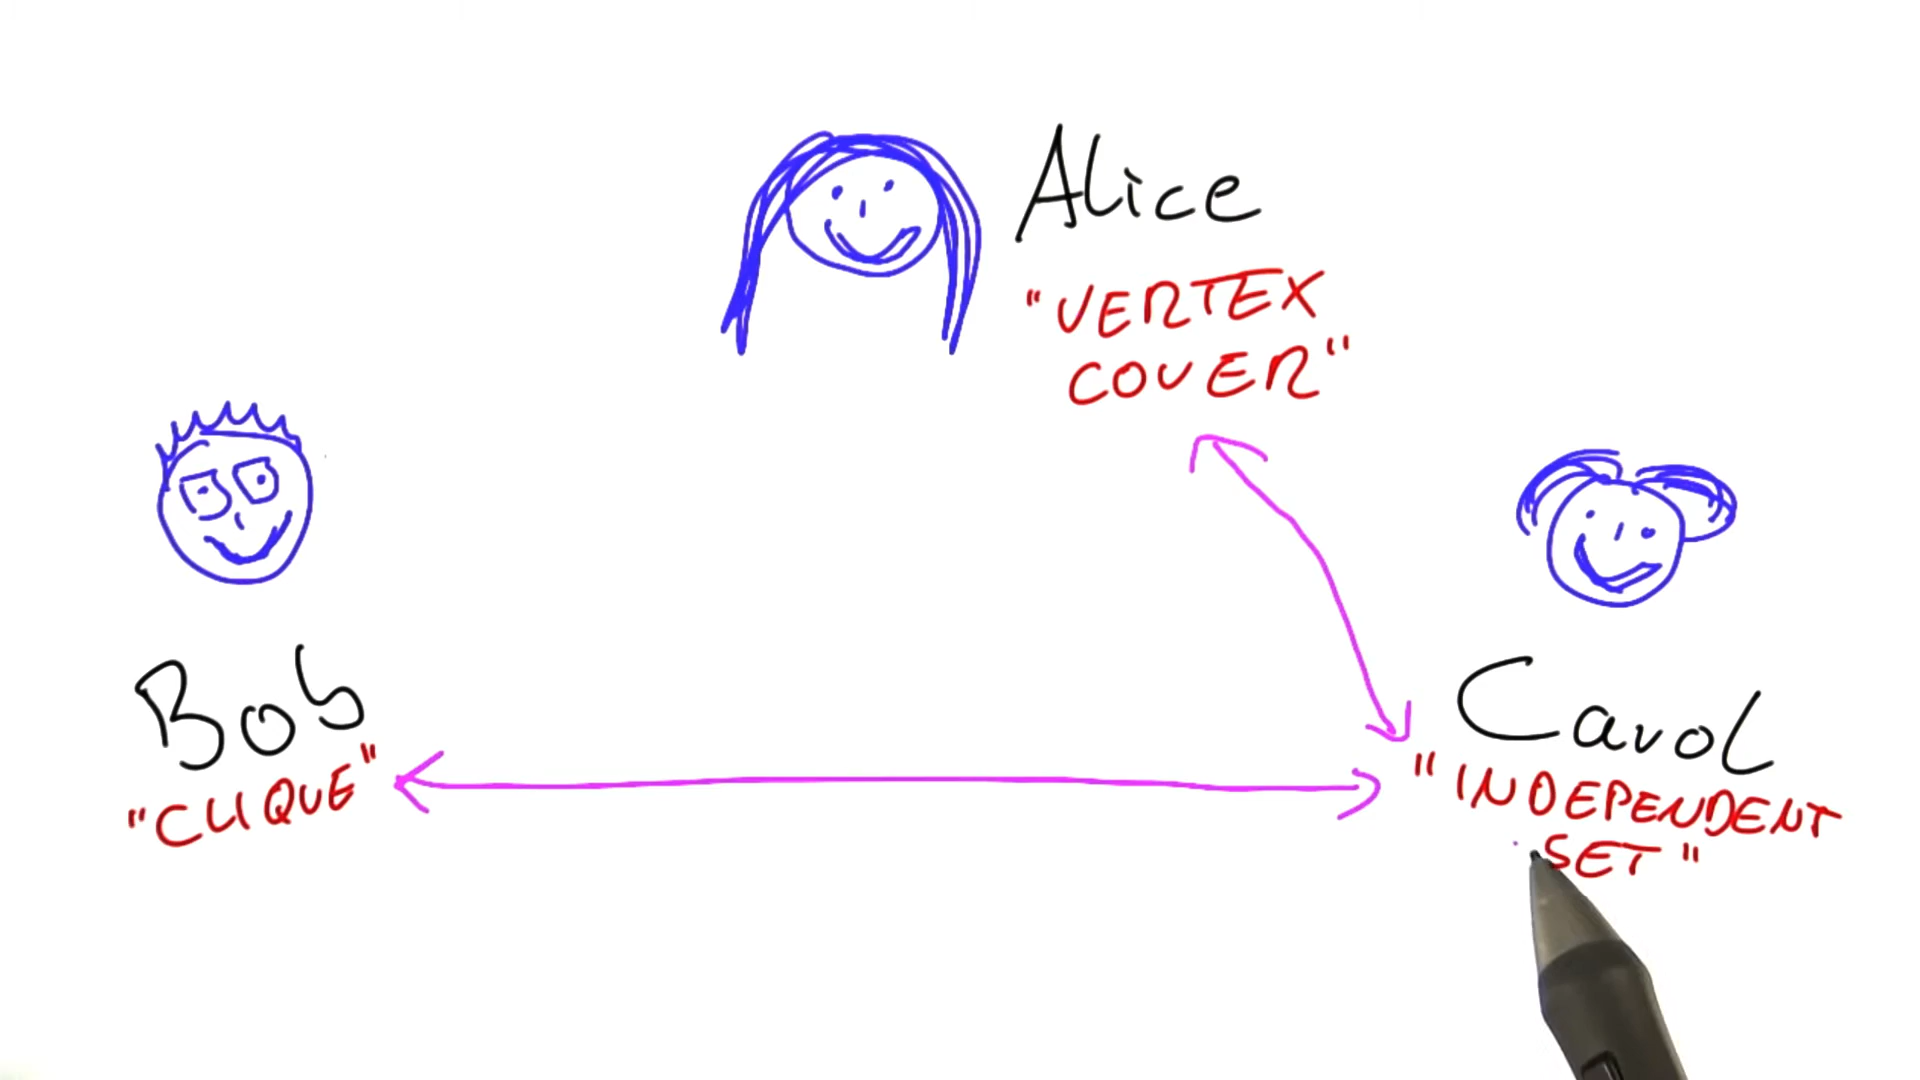 Alice
"VERTEX
COVER"
Bob
"CLIQUE"
Carol
"INDEPENDENT
SET"